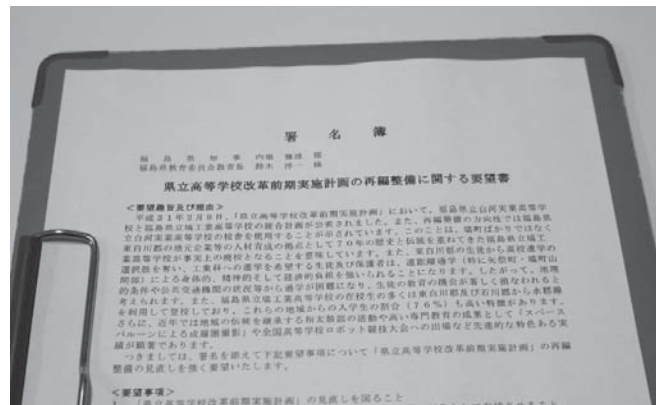 署名簿
福島県知事 内堀 雅雄 様
福島県教育委員会教育長 鈴木 淳一 様
県立高等学校改革前期実施計画の再編整備に関する要望書
＜要望趣旨及び理由＞
平成31年2月8日、「県立高等学校改革前期実施計画」において、福島県立白河実業高等学
校と福島県立塙工業高等学校の統合計画が公表されました。また、再編整備の方向性では福島県
立白河実業高等学校の校舎を使用することが示されています。このことは、塙町ばかりではなく
東白川郡の地元企業等の人材育成の拠点として70年の歴史と伝統を重ねてきた福島県立塙工
業高等学校が事実上の廃校となることを意味しています。また、東白川郡の生徒から高校進学の
選択肢を奪い、工業科への進学を希望する生徒及び保護者は、遠距離通学（特に矢祭町・塙町山
間部）による身体的、精神的そして経済的負担を強いられることになります。したがって、地理
的条件や公共交通機関の状況等から通学が困難になり、生徒の教育の機会が著しく損なわれると
考えられます。また、福島県立塙工業高等学校の在校生の多くは東白川郡及び石川郡から水郡線
を利用して登校しており、これらの地域からの入学生の割合（76％）も高い特徴があります。
さらに、近年では地域の伝統を継承する和太鼓部の活動や高い専門教育の成果として「スペース
バルーンによる成層圏撮影」や全国高等学校ロボット競技大会への出場など先進的な特色ある実
績が顕著であります。
つきましては、署名を添えて下記要望事項について「県立高等学校改革前期実施計画」の再編
整備の見直しを強く要望いたします。
＜要望事項＞
1 「県立高等学校改革前期実施計画」の見直しを図ること